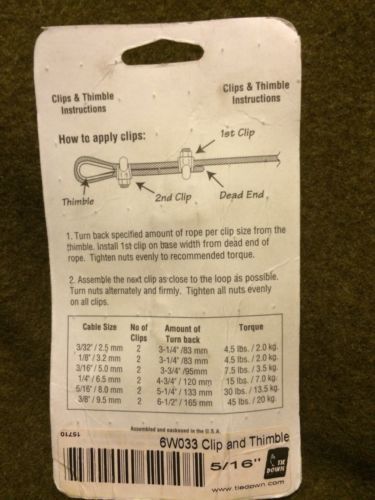 Clips & Thimble
Instructions
Clips & Thimble
Instructions
How to apply clips:
1st Clip
Thimble
2nd Clip
Dead End
1. Turn back specified amount of rope per clip size from the
thimble. Install 1st clip on base width from dead end of
rope. Tighten nuts evenly to recommended torque.
2. Assemble the next clip as close to the loop as possible.
Turn nuts alternately and firmly. Tighten all nuts evenly
on all clips.
Cable Size No of Clips Amount of Turn back Torque
3/32" / 2.5 mm 2 3-1/4" /83 mm 4.5 lbs. / 2.0 kg.
1/8" / 3.2 mm 2 3-1/4" /83 mm 4.5 lbs. / 2.0 kg.
3/16" / 5.0 mm 2 3-3/4" /95mm 7.5 lbs. / 3.5 kg.
1/4" / 6.5 mm 2 4-3/4" / 120 mm 15 lbs. / 7.0 kg.
5/16" / 8.0 mm 2 5-1/4" / 133 mm 30 lbs. / 13.5 kg.
3/8" / 9.5 mm 2 6-1/2" / 165 mm 45 lbs. / 20 kg.
Assembled and packaged in the U.S.A.
15710
6W033 Clip and Thimble
5/16"
TIE
DOWN
www.tiedown.com